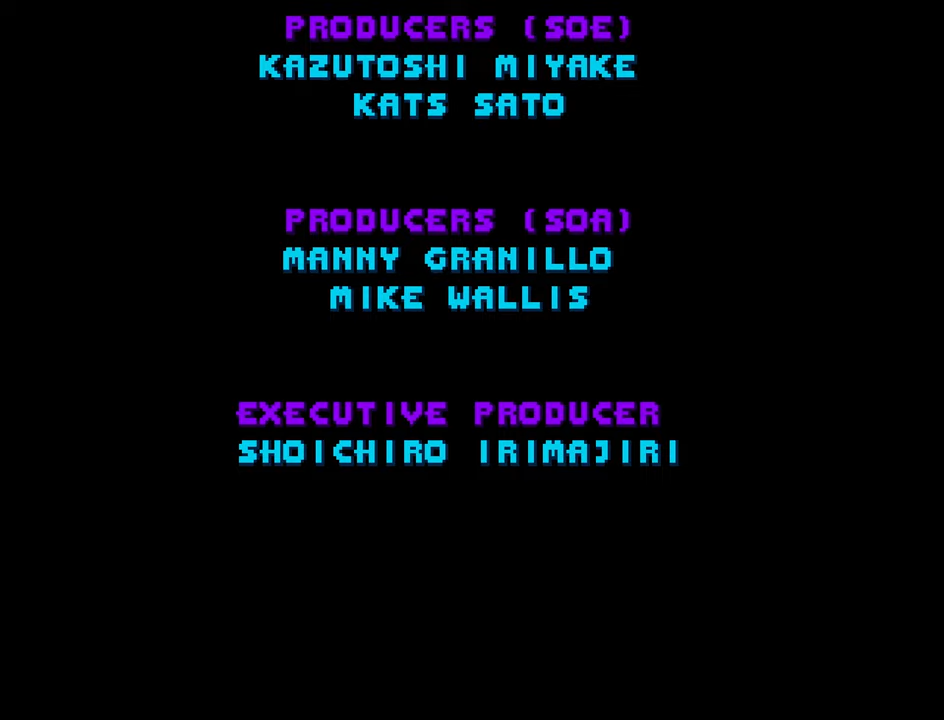 PRODUCERS (SOE)
KAZUTOSHI MIYAKE
KATS SATO
PRODUCERS (SOA)
MANNY GRANILLO
MIKE WALLIS
EXECUTIVE PRODUCER
SHOICHIRO IRIMAJIRI